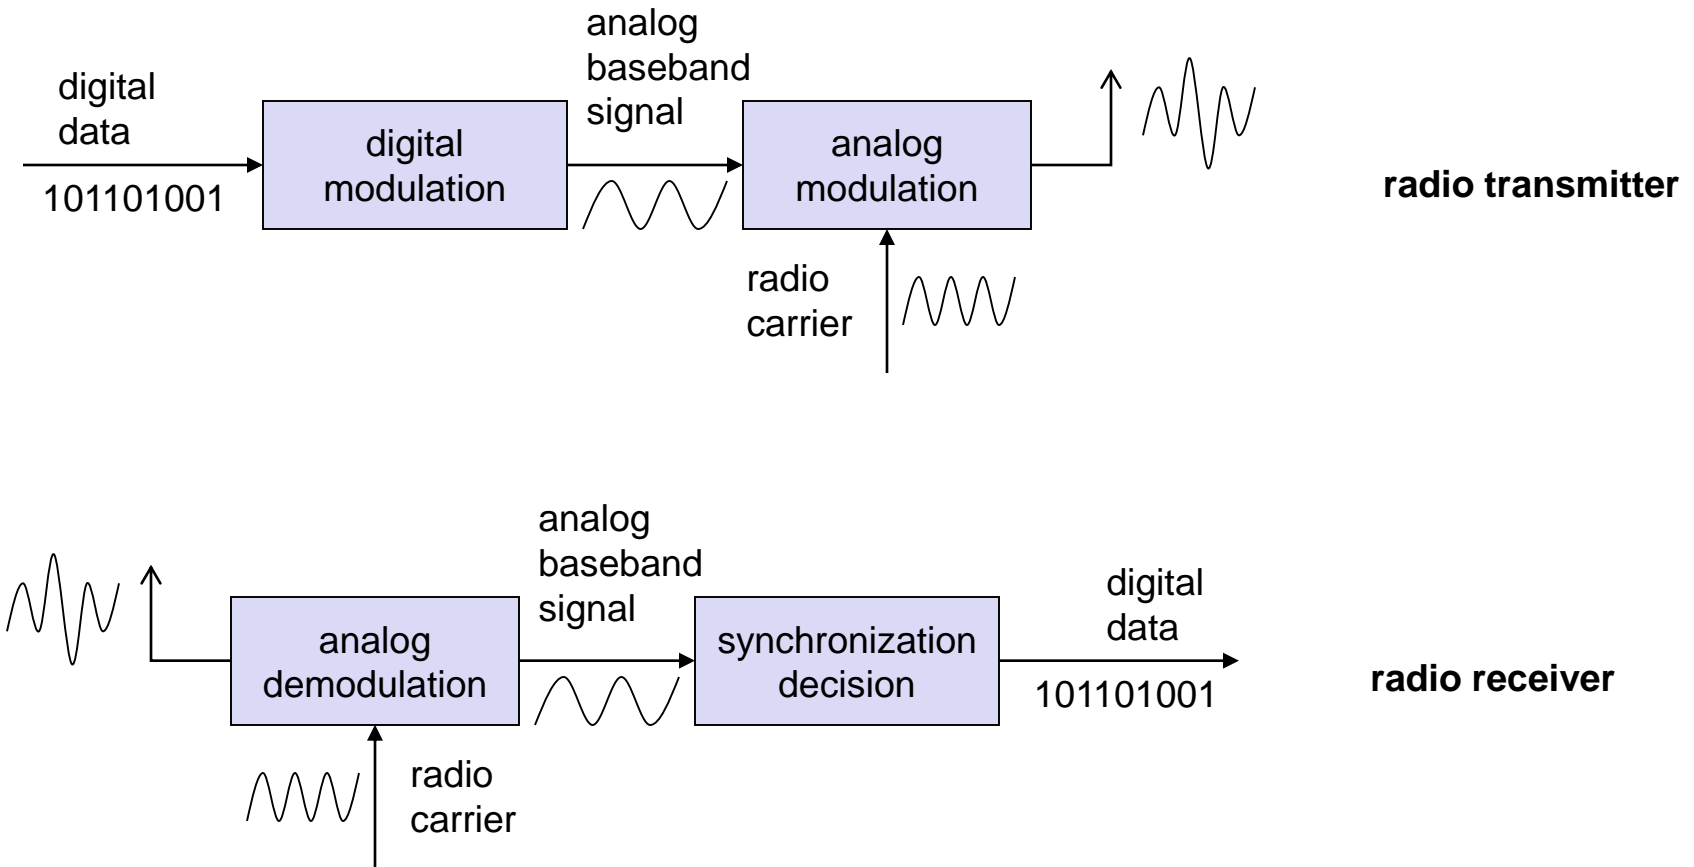 analog
baseband
signal
digital
data
101101001
digital
modulation
analog
modulation
radio
carrier
radio transmitter
analog
baseband
signal
analog
demodulation
radio
carrier
synchronization
decision
digital
data
101101001
radio receiver